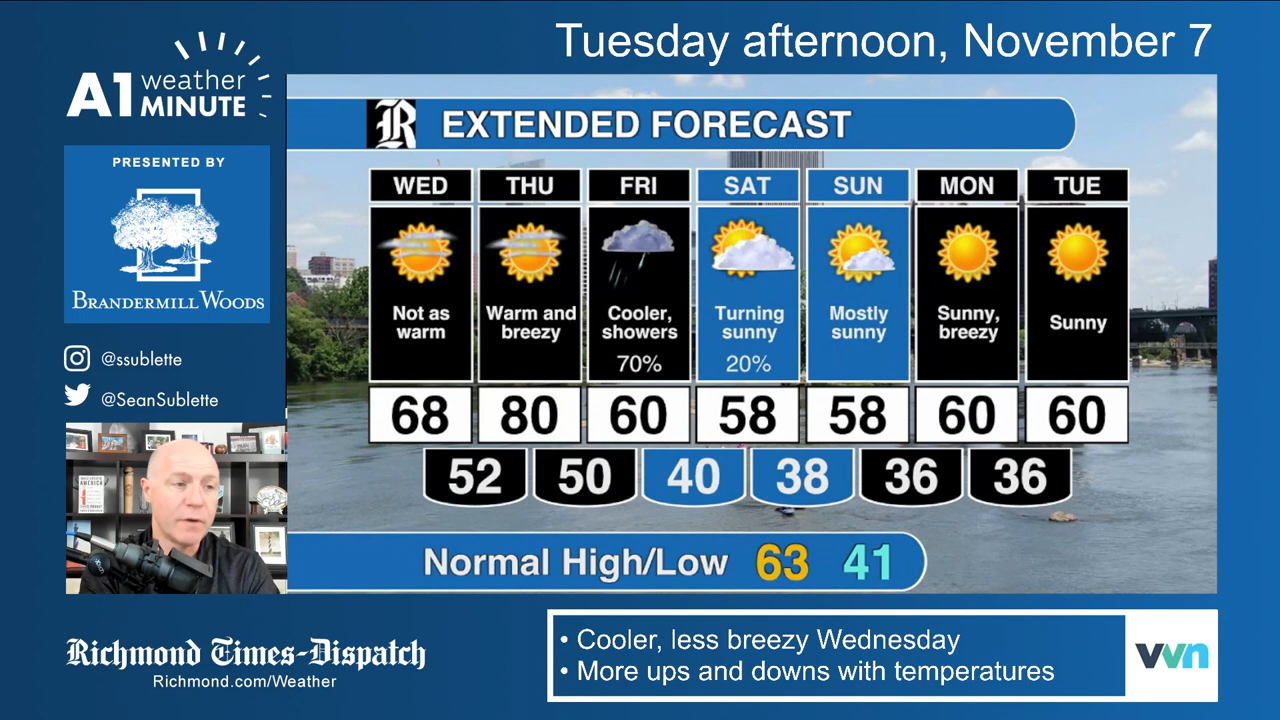 Tuesday afternoon, November 7
A1 weather
MINUTE
PRESENTED BY
BRANDERMILL WOODS
@ssublette
@SeanSublette
R EXTENDED FORECAST
WED THU FRI SAT SUN MON TUE
Not as Warm and Cooler, Turning Mostly Sunny, Sunny
warm breezy showers sunny sunny breezy
70% 20%
68 80 60 58 58 60 60
52 50 40 38 36 36
Normal High/Low 63 41
Richmond Times-Dispatch
Richmond.com/Weather
• Cooler, less breezy Wednesday
• More ups and downs with temperatures
vvn